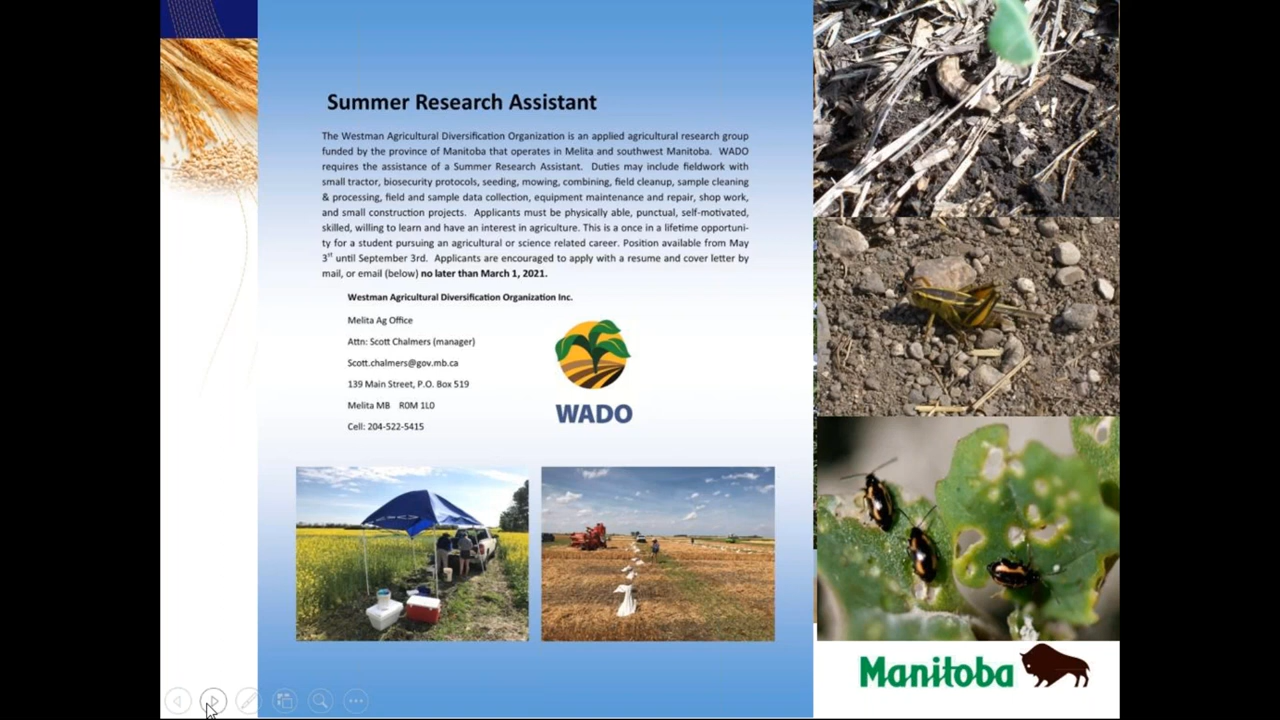 Summer Research Assistant
The Westman Agricultural Diversification Organization is an applied agricultural research group
funded by the province of Manitoba that operates in Melita and southwest Manitoba. WADO
requires the assistance of a Summer Research Assistant. Duties may include fieldwork with
small tractor, biosecurity protocols, seeding, mowing, combining, field cleanup, sample cleaning
& processing, field and sample data collection, equipment maintenance and repair, shop work,
and small construction projects. Applicants must be physically able, punctual, self-motivated,
skilled, willing to learn and have an interest in agriculture. This is a once in a lifetime opportuni-
ty for a student pursuing an agricultural or science related career. Position available from May
3st until September 3rd. Applicants are encouraged to apply with a resume and cover letter by
mail, or email (below) no later than March 1, 2021.
Westman Agricultural Diversification Organization Inc.
Melita Ag Office
Attn: Scott Chalmers (manager)
Scott.chalmers@gov.mb.ca
139 Main Street, P.O. Box 519
Melita MB R0M 1L0
Cell: 204-522-5415
WADO
Manitoba